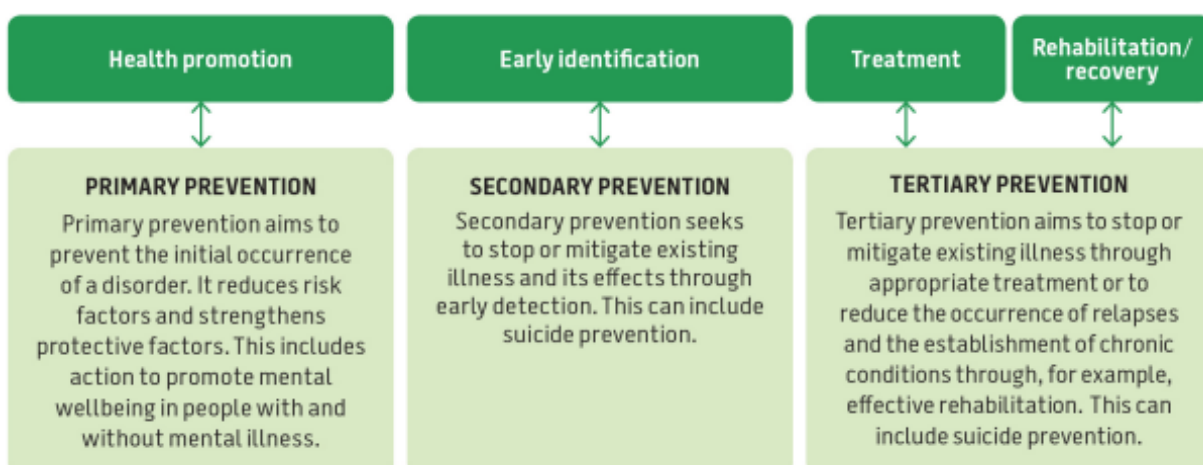 Health promotion
Early identification
Treatment
Rehabilitation/
recovery
PRIMARY PREVENTION
Primary prevention aims to
prevent the initial occurrence
of a disorder. It reduces risk
factors and strengthens
protective factors. This includes
action to promote mental
wellbeing in people with and
without mental illness.
SECONDARY PREVENTION
Secondary prevention seeks
to stop or mitigate existing
illness and its effects through
early detection. This can include
suicide prevention.
TERTIARY PREVENTION
Tertiary prevention aims to stop or
mitigate existing illness through
appropriate treatment or to
reduce the occurrence of relapses
and the establishment of chronic
conditions through, for example,
effective rehabilitation. This can
include suicide prevention.